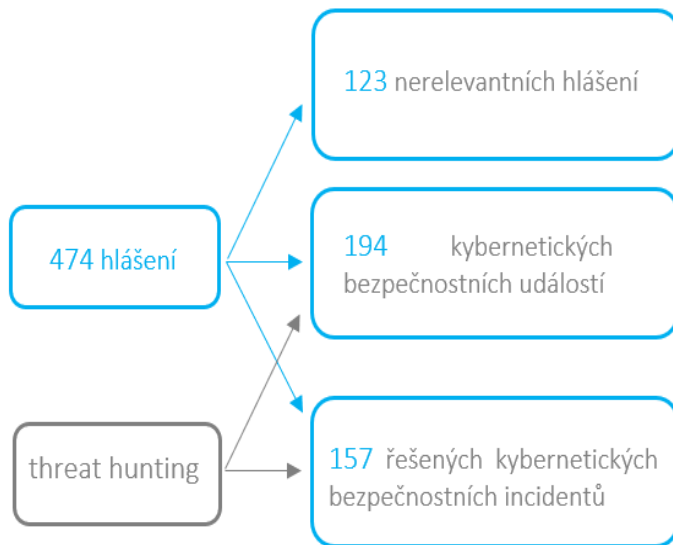 123 nerelevantních hlášení
474 hlášení
194 kybernetických
bezpečnostních událostí
threat hunting
157 řešených kybernetických
bezpečnostních incidentů